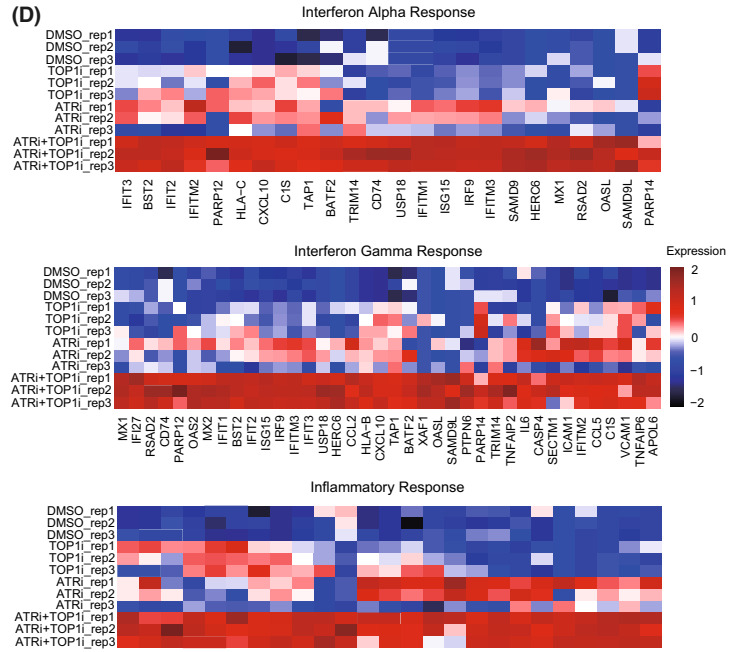 (D)
Interferon Alpha Response
DMSO_rep1
DMSO_rep2
DMSO_rep3
TOP1i_rep1
TOP1i_rep2
TOP1i_rep3
ATRi_rep1
ATRi_rep2
ATRi_rep3
ATRi+TOP1i_rep1
ATRi+TOP1i_rep2
ATRi+TOP1i_rep3
IFIT3 BST2 IFIT2 IFITM2 PARP12 HLA-C CXCL10 C1S TAP1 BATF2 TRIM14 CD74 USP18 IFITM1 ISG15 IRF9 IFITM3 SAMD9 HERC6 MX1 RSAD2 OASL SAMD9L PARP14
Interferon Gamma Response
Expression
2
1
0
−1
−2
DMSO_rep1
DMSO_rep2
DMSO_rep3
TOP1i_rep1
TOP1i_rep2
TOP1i_rep3
ATRi_rep1
ATRi_rep2
ATRi_rep3
ATRi+TOP1i_rep1
ATRi+TOP1i_rep2
ATRi+TOP1i_rep3
MX1 IFI27 RSAD2 CD74 PARP12 OAS2 MX2 IFIT1 BST2 IFIT2 ISG15 IRF9 IFITM3 IFIT3 USP18 HERC6 CCL2 HLA-B CXCL10 TAP1 BATF2 XAF1 OASL SAMD9L PTPN6 PARP14 TRIM14 TNFAIP2 IL6 CASP4 SECTM1 ICAM1 IFITM2 CCL5 C1S VCAM1 TNFAIP6 APOL6
Inflammatory Response
DMSO_rep1
DMSO_rep2
DMSO_rep3
TOP1i_rep1
TOP1i_rep2
TOP1i_rep3
ATRi_rep1
ATRi_rep2
ATRi_rep3
ATRi+TOP1i_rep1
ATRi+TOP1i_rep2
ATRi+TOP1i_rep3